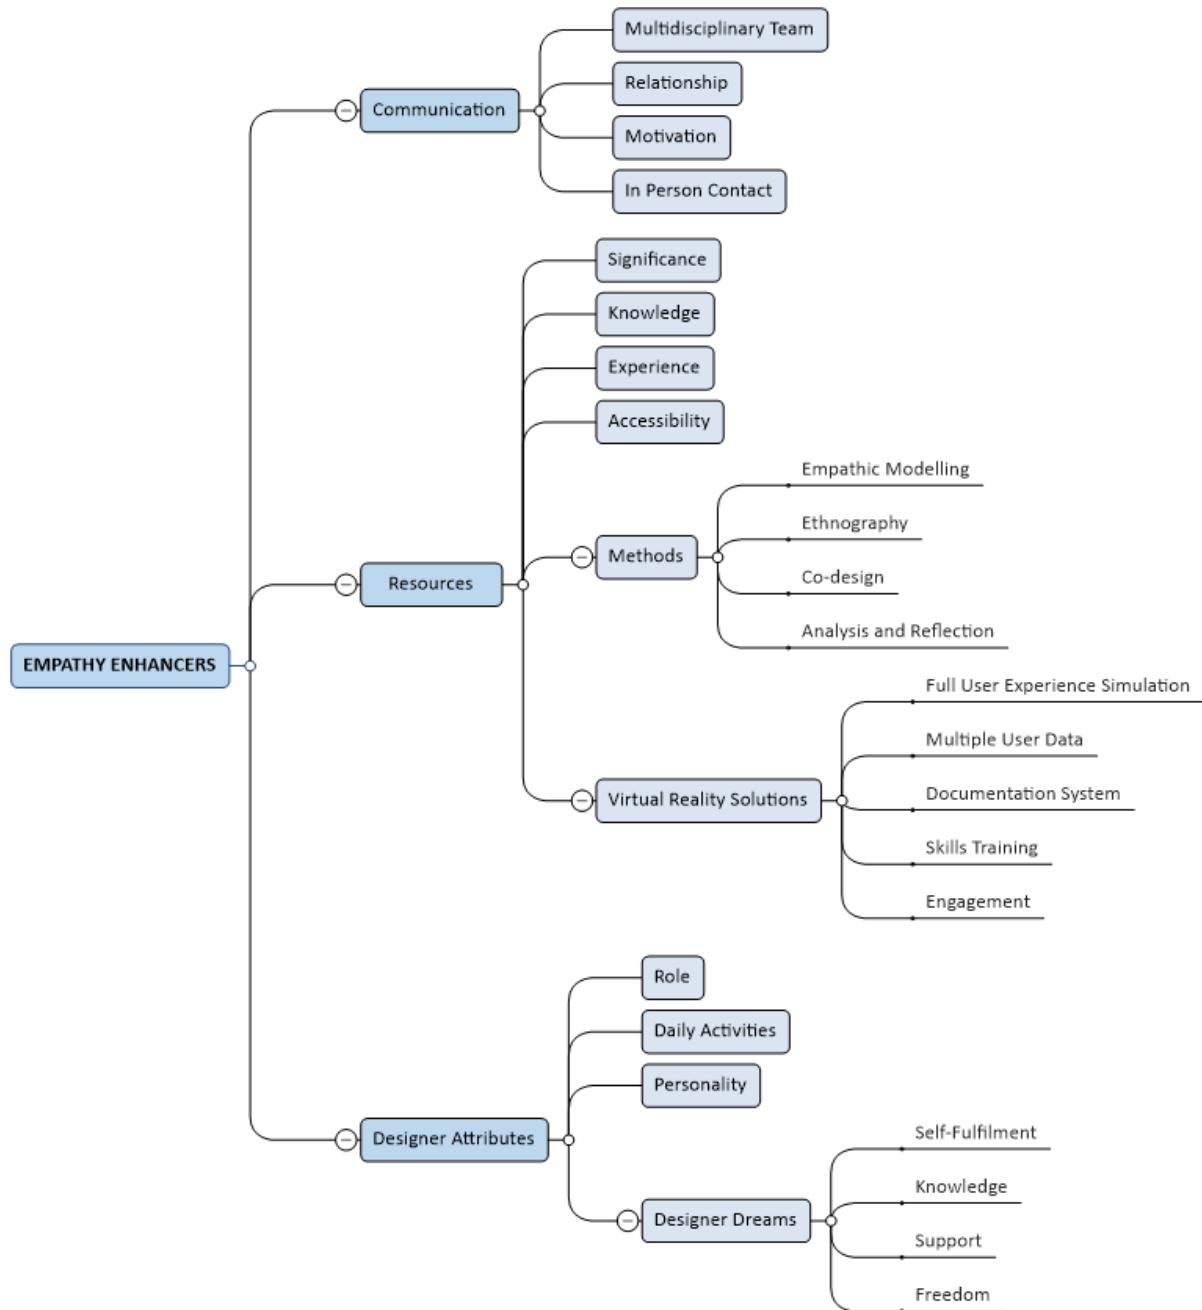 EMPATHY ENHANCERS
Communication
Multidisciplinary Team
Relationship
Motivation
In Person Contact
Resources
Significance
Knowledge
Experience
Accessibility
Methods
Empathic Modelling
Ethnography
Co-design
Analysis and Reflection
Virtual Reality Solutions
Full User Experience Simulation
Multiple User Data
Documentation System
Skills Training
Engagement
Designer Attributes
Role
Daily Activities
Personality
Designer Dreams
Self-Fulfilment
Knowledge
Support
Freedom